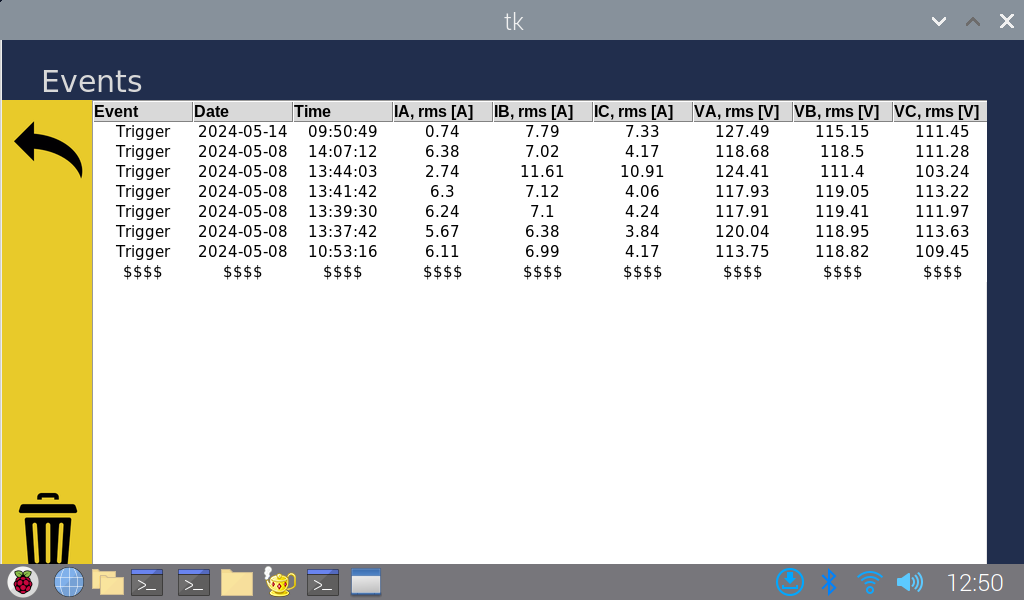 tk
Events
Event Date Time IA, rms [A] IB, rms [A] IC, rms [A] VA, rms [V] VB, rms [V] VC, rms [V]
Trigger 2024-05-14 09:50:49 0.74 7.79 7.33 127.49 115.15 111.45
Trigger 2024-05-08 14:07:12 6.38 7.02 4.17 118.68 118.5 111.28
Trigger 2024-05-08 13:44:03 2.74 11.61 10.91 124.41 111.4 103.24
Trigger 2024-05-08 13:41:42 6.3 7.12 4.06 117.93 119.05 113.22
Trigger 2024-05-08 13:39:30 6.24 7.1 4.24 117.91 119.41 111.97
Trigger 2024-05-08 13:37:42 5.67 6.38 3.84 120.04 118.95 113.63
Trigger 2024-05-08 10:53:16 6.11 6.99 4.17 113.75 118.82 109.45
$$$$ $$$$ $$$$ $$$$ $$$$ $$$$ $$$$ $$$$ $$$$
>_ >_ >_ 12:50